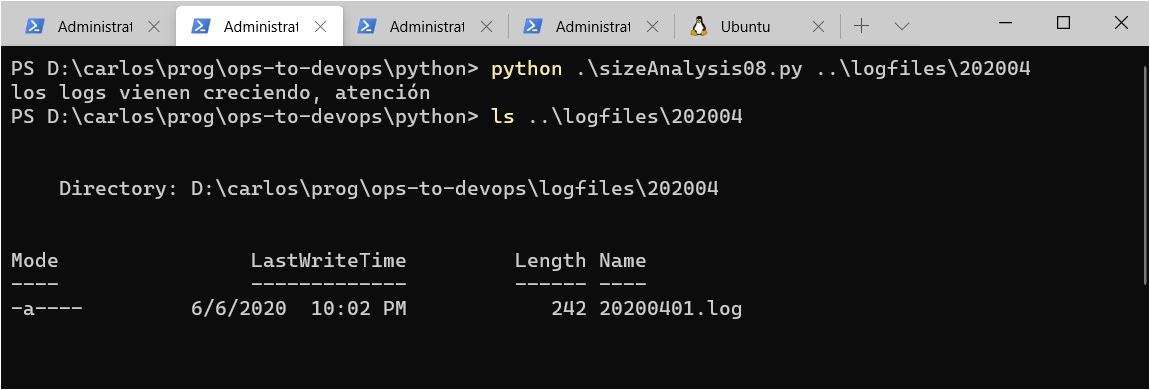 Administrat Administrat Administrat Administrat Ubuntu
PS D:\carlos\prog\ops-to-devops\python> python .\sizeAnalysis08.py ..\logfiles\202004
los logs vienen creciendo, atención
PS D:\carlos\prog\ops-to-devops\python> ls ..\logfiles\202004
Directory: D:\carlos\prog\ops-to-devops\logfiles\202004
Mode LastWriteTime Length Name
---- ------------- ------ ----
-a---- 6/6/2020 10:02 PM 242 20200401.log